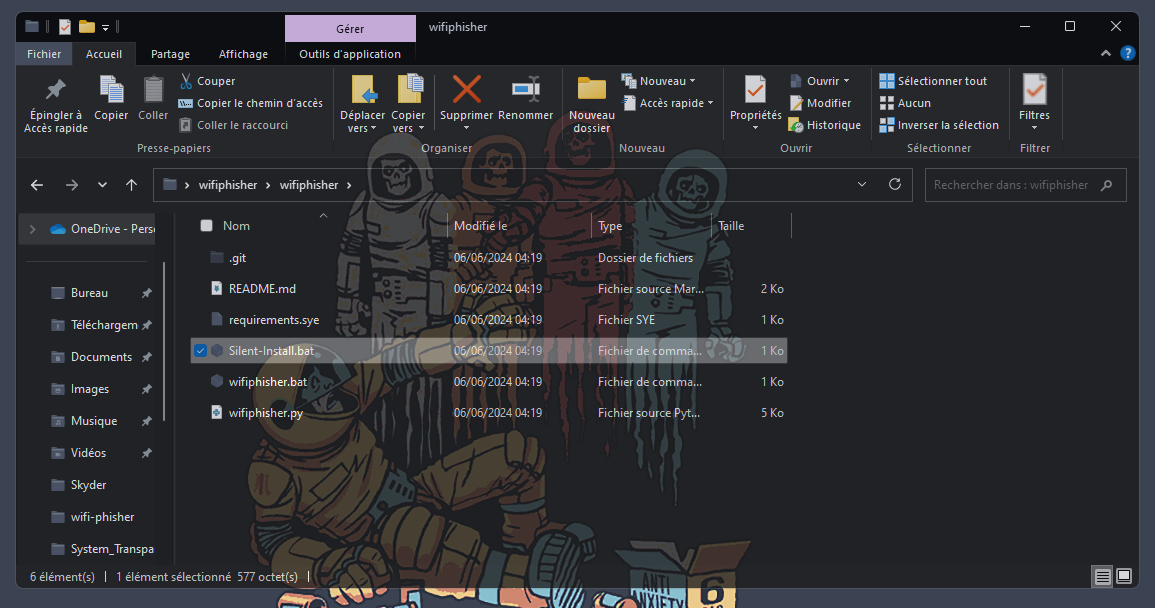 Gérer
wifiphisher
Fichier
Accueil
Partage
Affichage
Outils d'application
Épingler à
Accès rapide
Copier
Coller
Couper
Copier le chemin d'accès
Coller le raccourci
Presse-papiers
Déplacer
vers
Copier
vers
Supprimer
Renommer
Organiser
Nouveau
dossier
Nouveau
Accès rapide
Nouveau
Propriétés
Ouvrir
Modifier
Historique
Ouvrir
Sélectionner tout
Aucun
Inverser la sélection
Sélectionner
Filtres
Filtrer
wifiphisher
wifiphisher
Rechercher dans : wifiphisher
OneDrive - Perso
Bureau
Téléchargem
Documents
Images
Musique
Vidéos
Skyder
wifi-phisher
System_Transpa
Nom Modifié le Type Taille
.git 06/06/2024 04:19 Dossier de fichiers
README.md 06/06/2024 04:19 Fichier source Mar... 2 Ko
requirements.sye 06/06/2024 04:19 Fichier SYE 1 Ko
Silent-Install.bat 06/06/2024 04:19 Fichier de comma... 1 Ko
wifiphisher.bat 06/06/2024 04:19 Fichier de comma... 1 Ko
wifiphisher.py 06/06/2024 04:19 Fichier source Pyt... 5 Ko
6 élément(s)
1 élément sélectionné 577 octet(s)
ANTI
6